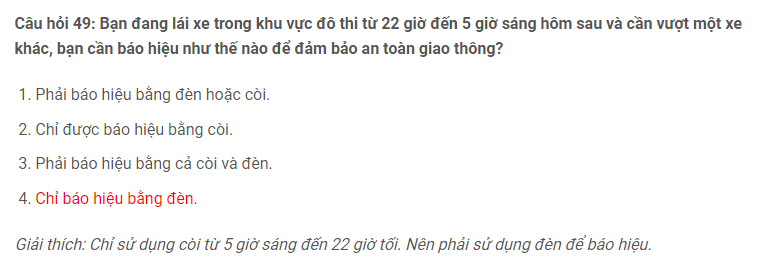 Câu hỏi 49: Bạn đang lái xe trong khu vực đô thi từ 22 giờ đến 5 giờ sáng hôm sau và cần vượt một xe
khác, bạn cần báo hiệu như thế nào để đảm bảo an toàn giao thông?
1. Phải báo hiệu bằng đèn hoặc còi.
2. Chỉ được báo hiệu bằng còi.
3. Phải báo hiệu bằng cả còi và đèn.
4. Chỉ báo hiệu bằng đèn.
Giải thích: Chỉ sử dụng còi từ 5 giờ sáng đến 22 giờ tối. Nên phải sử dụng đèn để báo hiệu.